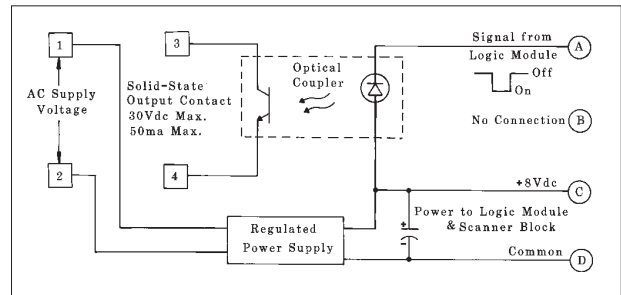 1
AC Supply
Voltage
2
3
Solid-State
Output Contact
30Vdc Max.
50ma Max.
4
Optical
Coupler
Signal from
Logic Module
Off
On
A
No Connection B
+8Vdc
C
Power to Logic Module
& Scanner Block
+
-
Common
D
Regulated
Power Supply